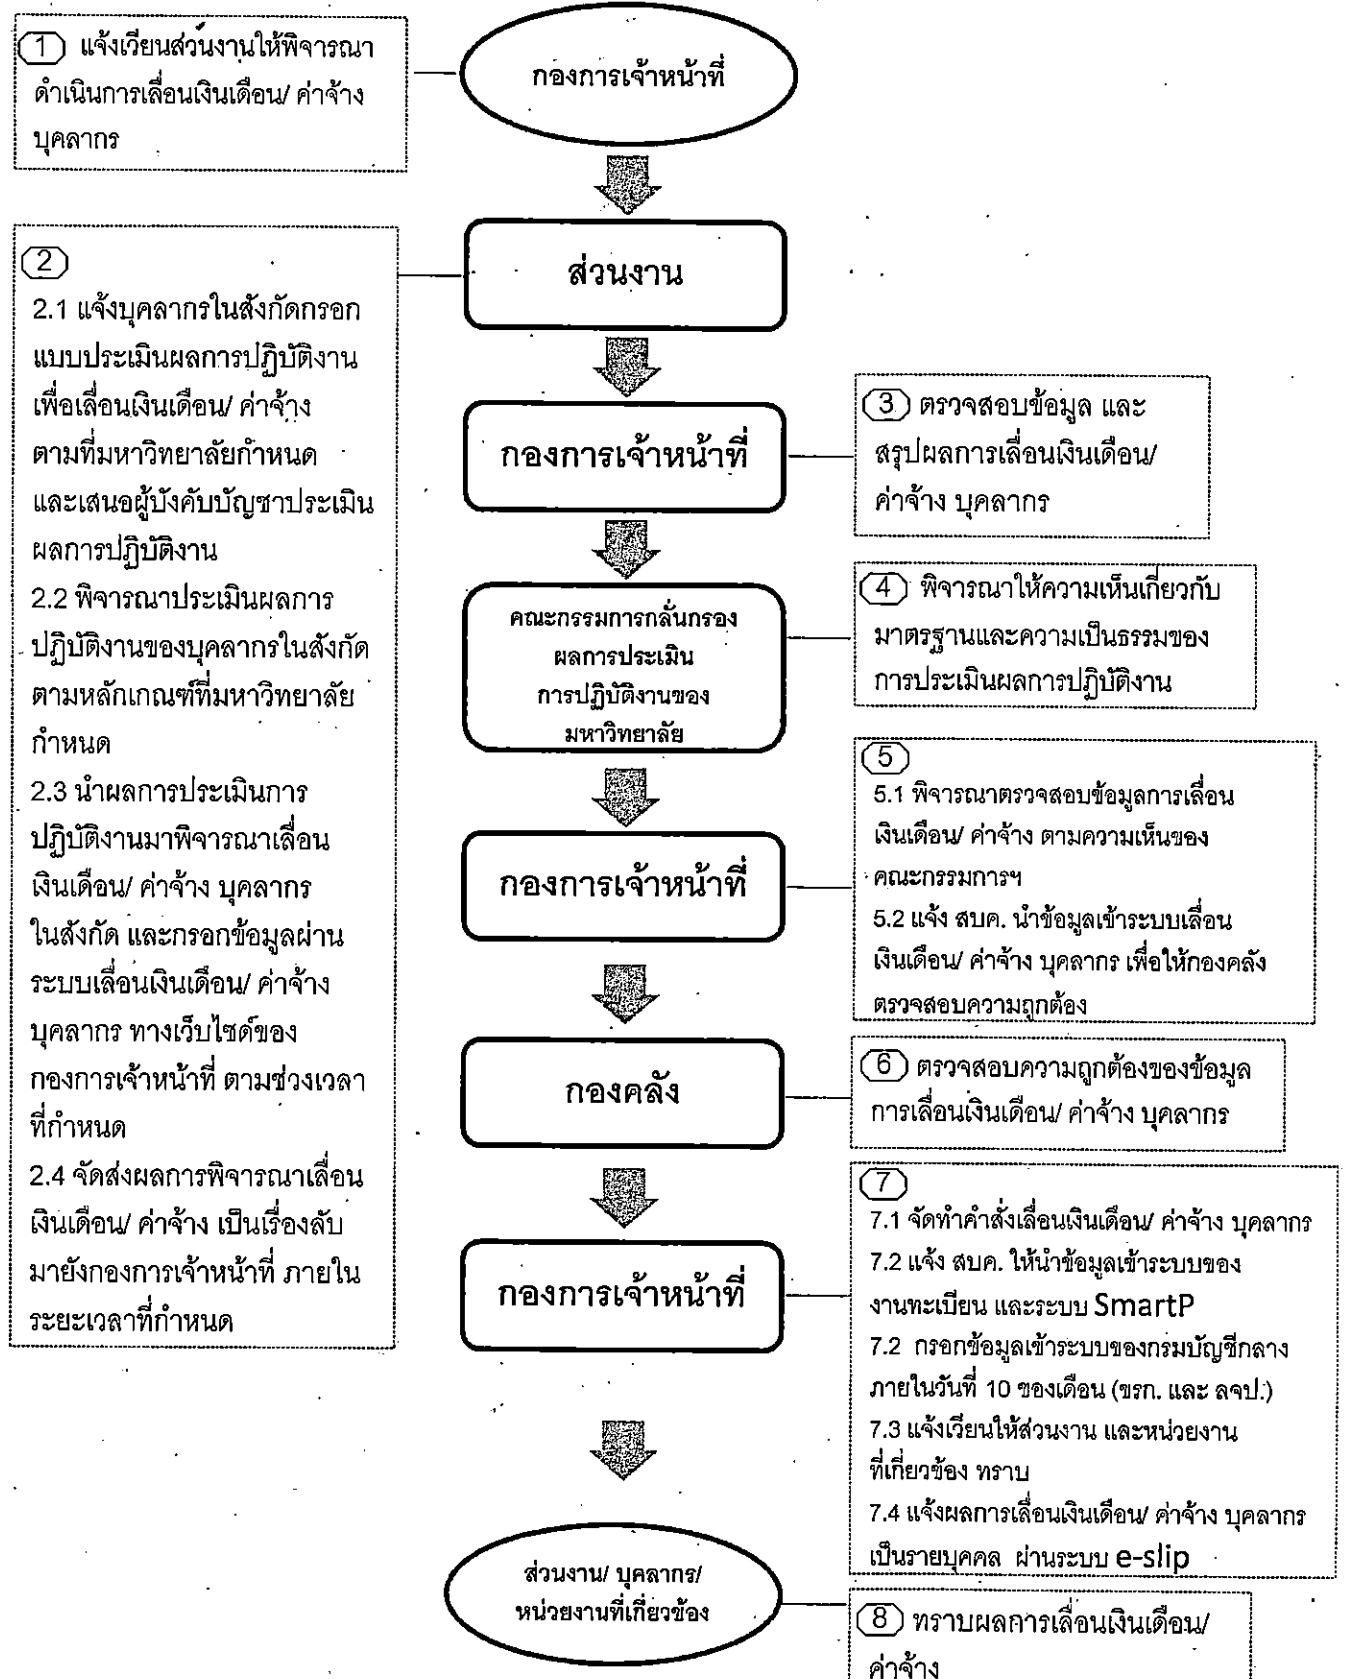 1 แจ้งเวียนส่วนงานให้พิจารณา
ดำเนินการเลื่อนเงินเดือน/ ค่าจ้าง
บุคลากร
กองการเจ้าหน้าที่
ส่วนงาน
2
2.1 แจ้งบุคลากรในสังกัดกรอก
แบบประเมินผลการปฏิบัติงาน
เพื่อเลื่อนเงินเดือน/ ค่าจ้าง
ตามที่มหาวิทยาลัยกำหนด
และเสนอผู้บังคับบัญชาประเมิน
ผลการปฏิบัติงาน
2.2 พิจารณาประเมินผลการ
ปฏิบัติงานของบุคลากรในสังกัด
ตามหลักเกณฑ์ที่มหาวิทยาลัย
กำหนด
2.3 นำผลการประเมินการ
ปฏิบัติงานมาพิจารณาเลื่อน
เงินเดือน/ ค่าจ้าง บุคลากร
ในสังกัด และกรอกข้อมูลผ่าน
ระบบเลื่อนเงินเดือน/ ค่าจ้าง
บุคลากร ทางเว็บไซด์ของ
กองการเจ้าหน้าที่ ตามช่วงเวลา
ที่กำหนด
2.4 จัดส่งผลการพิจารณาเลื่อน
เงินเดือน/ ค่าจ้าง เป็นเรื่องลับ
มายังกองการเจ้าหน้าที่ ภายใน
ระยะเวลาที่กำหนด
กองการเจ้าหน้าที่
3 ตรวจสอบข้อมูล และ
สรุปผลการเลื่อนเงินเดือน/
ค่าจ้าง บุคลากร
คณะกรรมการกลั่นกรอง
ผลการประเมิน
การปฏิบัติงานของ
มหาวิทยาลัย
4 พิจารณาให้ความเห็นเกี่ยวกับ
มาตรฐานและความเป็นธรรมของ
การประเมินผลการปฏิบัติงาน
กองการเจ้าหน้าที่
5
5.1 พิจารณาตรวจสอบข้อมูลการเลื่อน
เงินเดือน/ ค่าจ้าง ตามความเห็นของ
คณะกรรมการฯ
5.2 แจ้ง สบค. นำข้อมูลเข้าระบบเลื่อน
เงินเดือน/ ค่าจ้าง บุคลากร เพื่อให้กองคลัง
ตรวจสอบความถูกต้อง
กองคลัง
6 ตรวจสอบความถูกต้องของข้อมูล
การเลื่อนเงินเดือน/ ค่าจ้าง บุคลากร
กองการเจ้าหน้าที่
7
7.1 จัดทำคำสั่งเลื่อนเงินเดือน/ ค่าจ้าง บุคลากร
7.2 แจ้ง สบค. ให้นำข้อมูลเข้าระบบของ
งานทะเบียน และระบบ SmartP
7.2 กรอกข้อมูลเข้าระบบของกรมบัญชีกลาง
ภายในวันที่ 10 ของเดือน (ขรก. และ ลจป.)
7.3 แจ้งเวียนให้ส่วนงาน และหน่วยงาน
ที่เกี่ยวข้อง ทราบ
7.4 แจ้งผลการเลื่อนเงินเดือน/ ค่าจ้าง บุคลากร
เป็นรายบุคคล ผ่านระบบ e-slip
ส่วนงาน/ บุคลากร/
หน่วยงานที่เกี่ยวข้อง
8 ทราบผลการเลื่อนเงินเดือน/
ค่าจ้าง